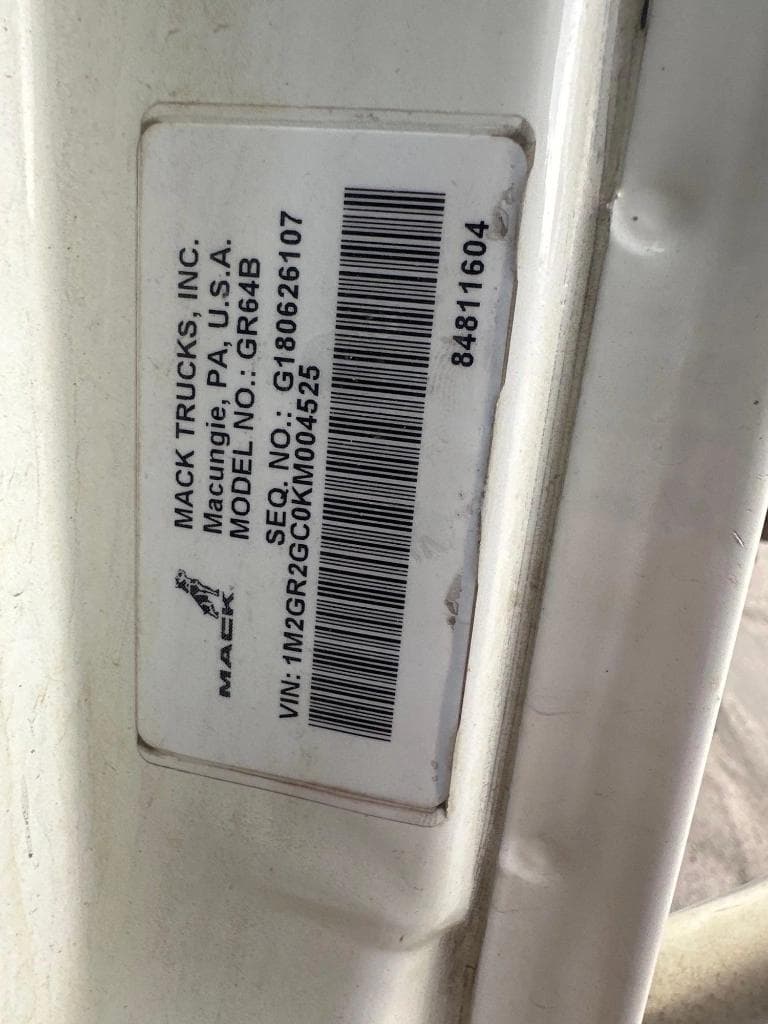 MACK TRUCKS, INC.
Macungie, PA, U.S.A.
MODEL NO.: GR64B
MACK
SEQ. NO.: G180626107
VIN: 1M2GR2GC0KM004525
84811604